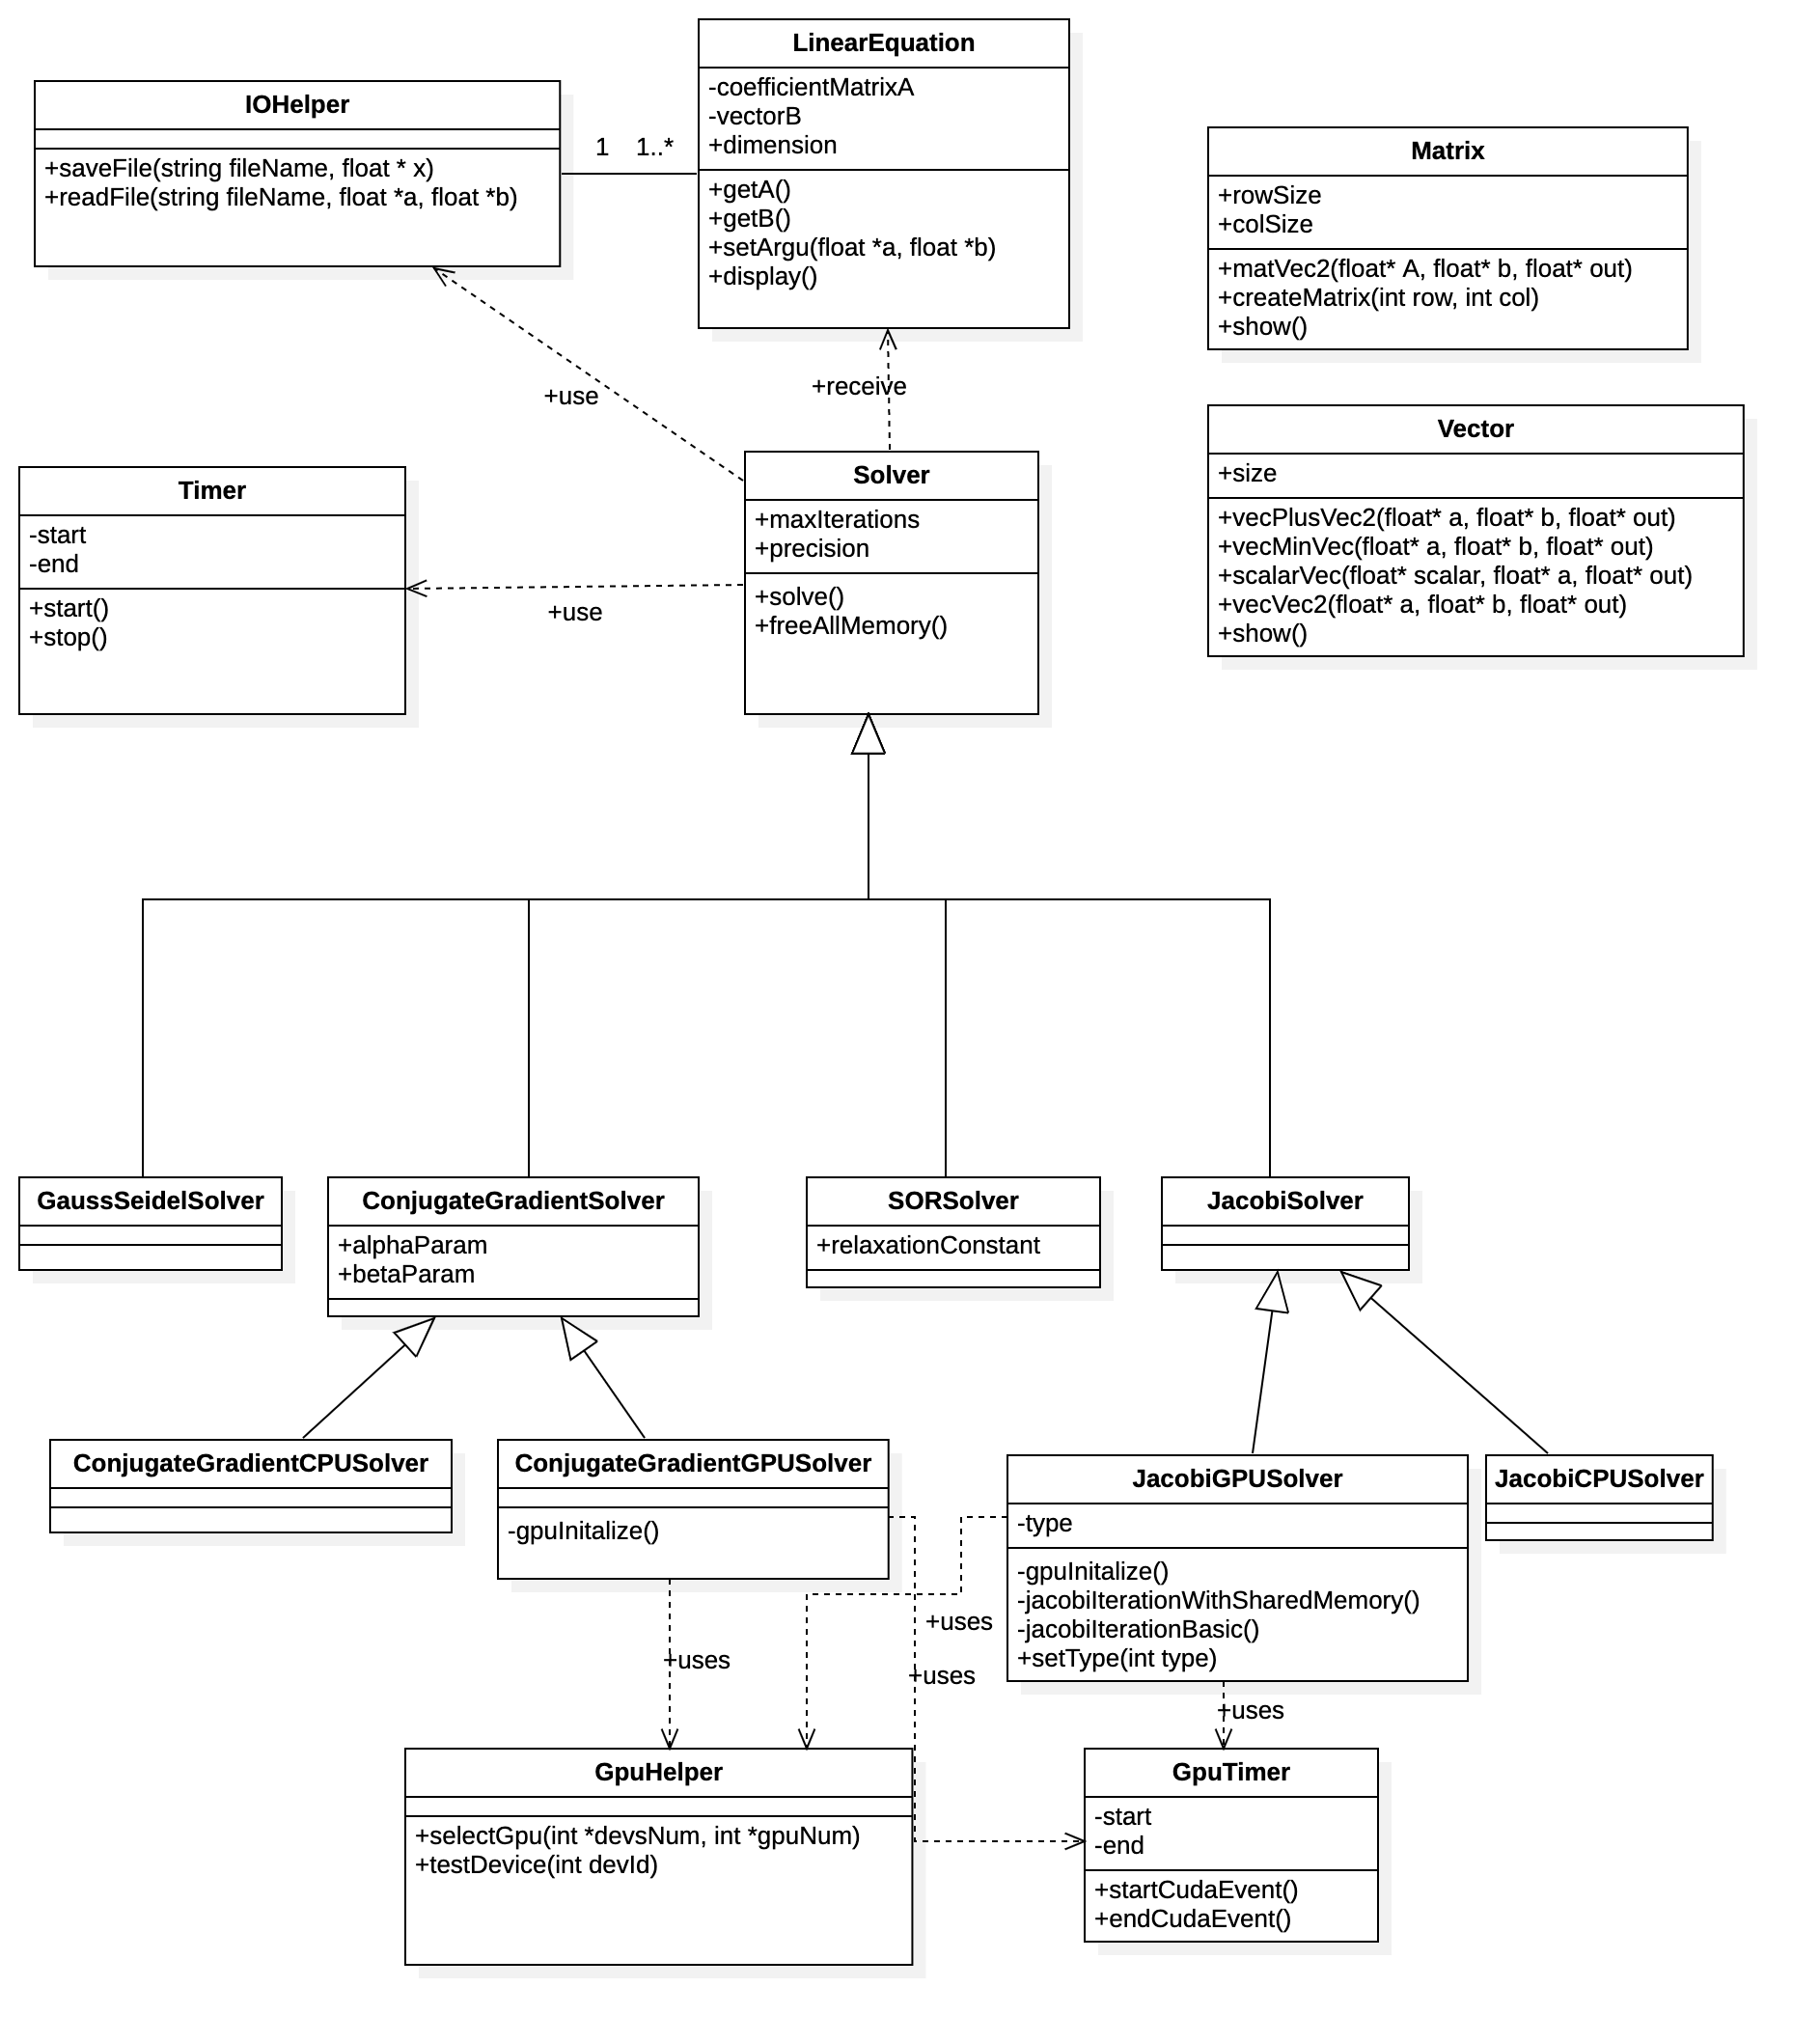 LinearEquation
-coefficientMatrixA
-vectorB
+dimension
+getA()
+getB()
+setArgu(float *a, float *b)
+display()
IOHelper
+saveFile(string fileName, float * x)
+readFile(string fileName, float *a, float *b)
1 1..*
Matrix
+rowSize
+colSize
+matVec2(float* A, float* b, float* out)
+createMatrix(int row, int col)
+show()
+use
+receive
Vector
+size
+vecPlusVec2(float* a, float* b, float* out)
+vecMinVec(float* a, float* b, float* out)
+scalarVec(float* scalar, float* a, float* out)
+vecVec2(float* a, float* b, float* out)
+show()
Timer
-start
-end
+start()
+stop()
+use
Solver
+maxIterations
+precision
+solve()
+freeAllMemory()
GaussSeidelSolver
ConjugateGradientSolver
+alphaParam
+betaParam
SORSolver
+relaxationConstant
JacobiSolver
ConjugateGradientCPUSolver
ConjugateGradientGPUSolver
-gpuInitalize()
JacobiGPUSolver
-type
-gpuInitalize()
-jacobiIterationWithSharedMemory()
-jacobiIterationBasic()
+setType(int type)
JacobiCPUSolver
+uses
+uses
+uses
+uses
GpuHelper
+selectGpu(int *devsNum, int *gpuNum)
+testDevice(int devId)
GpuTimer
-start
-end
+startCudaEvent()
+endCudaEvent()